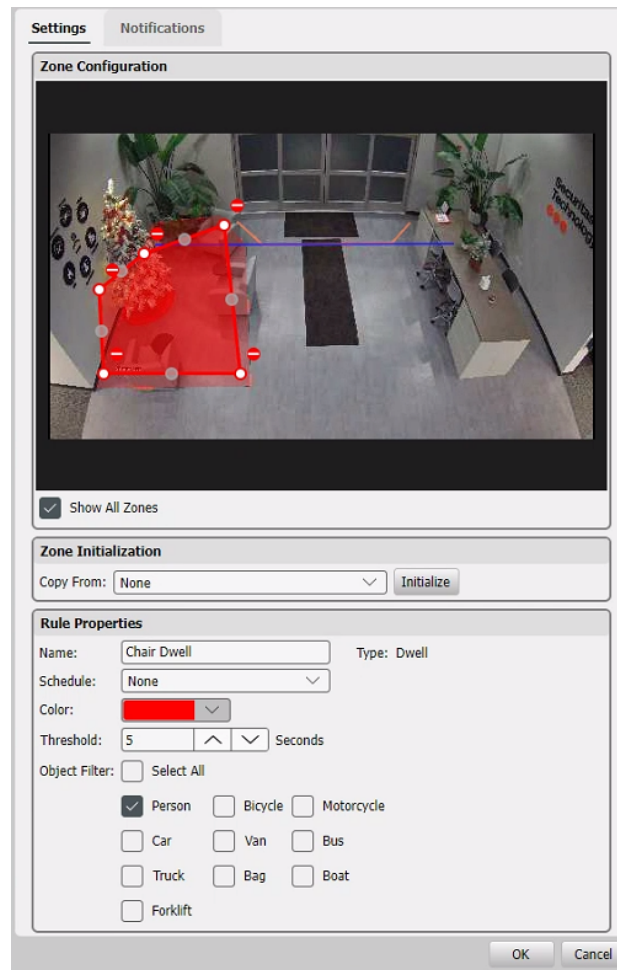 Settings Notifications
Zone Configuration
Securitas
Technology
Show All Zones
Zone Initialization
Copy From: None Initialize
Rule Properties
Name: Chair Dwell Type: Dwell
Schedule: None
Color:
Threshold: 5 Seconds
Object Filter: Select All
Person Bicycle Motorcycle
Car Van Bus
Truck Bag Boat
Forklift
OK Cancel